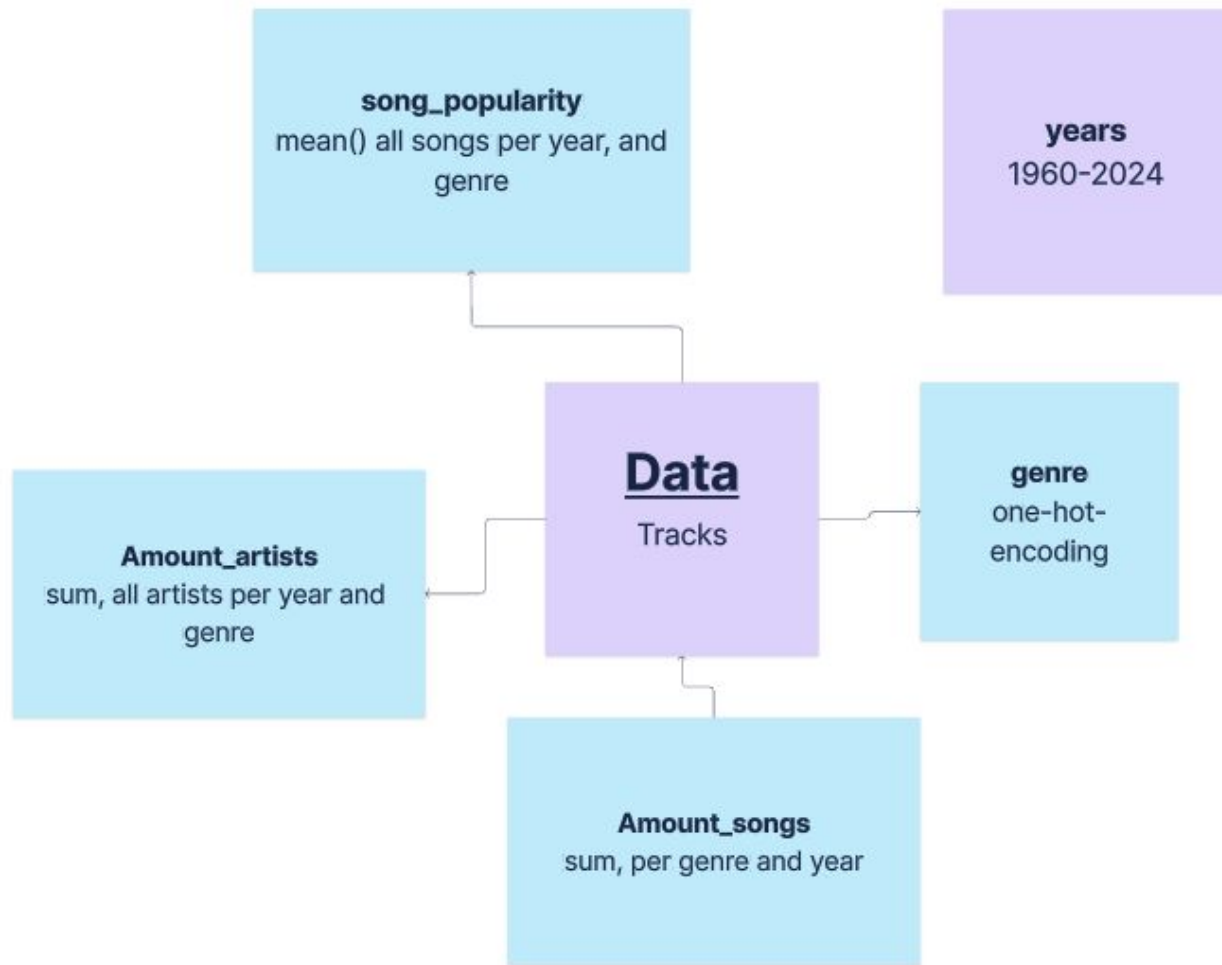 song_popularity
mean() all songs per year, and
genre
years
1960-2024
Data
Tracks
genre
one-hot-
encoding
Amount_artists
sum, all artists per year and
genre
Amount_songs
sum, per genre and year